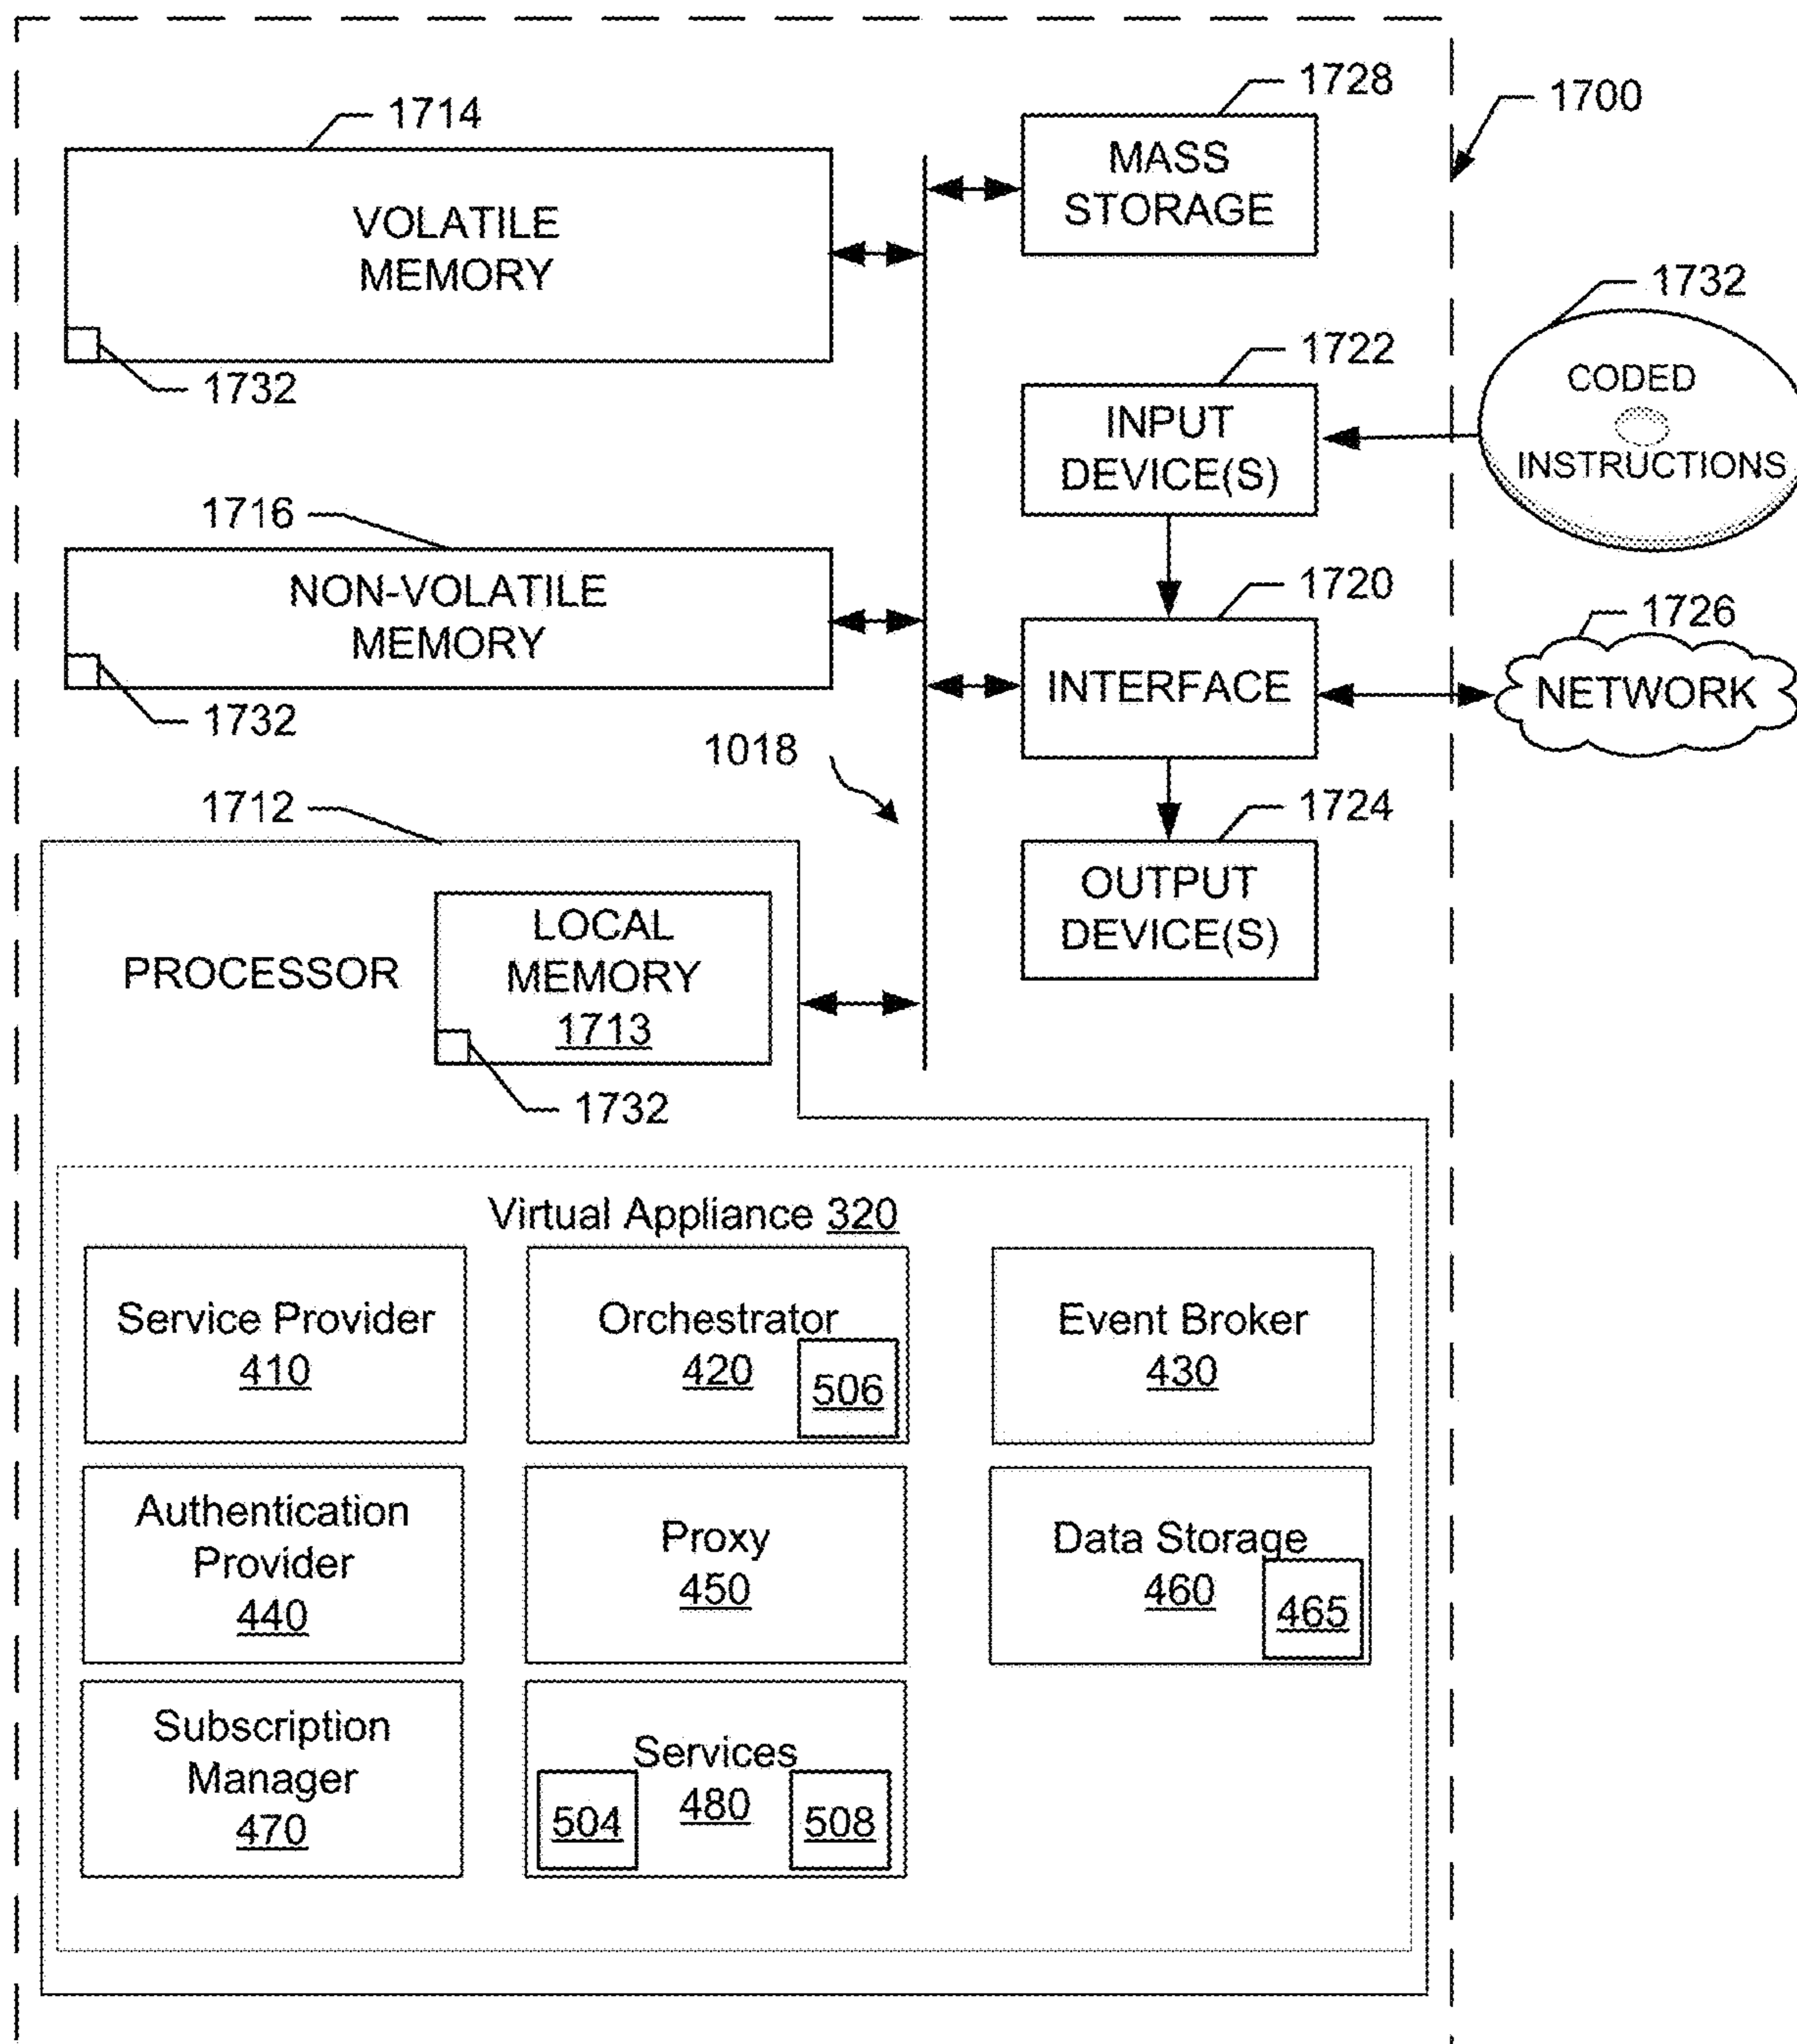 1728
1700
1714
MASS
STORAGE
VOLATILE
MEMORY
1732
1732
1722
CODED
INSTRUCTIONS
INPUT
DEVICE(S)
1716
1720
1726
NON-VOLATILE
MEMORY
INTERFACE
NETWORK
1732
1018
1712
1724
OUTPUT
DEVICE(S)
PROCESSOR
LOCAL
MEMORY
1713
1732
Virtual Appliance 320
Service Provider
410
Orchestrator
420
506
Event Broker
430
Authentication
Provider
440
Proxy
450
Data Storage
460
465
Subscription
Manager
470
Services
480
504
508